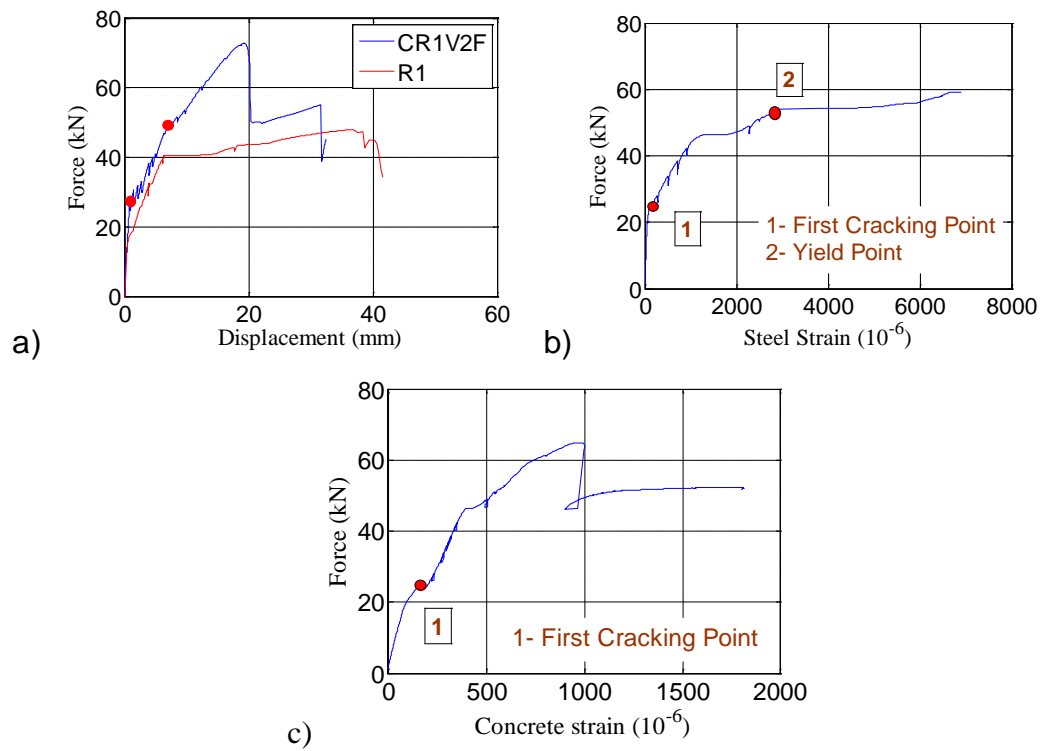 80
60
40
20
0
Force (kN)
0
20
40
60
Displacement (mm)
CR1V2F
R1
a)
80
60
40
20
0
Force (kN)
0
2000
4000
6000
8000
Steel Strain (10-6)
1
2
1- First Cracking Point
2- Yield Point
b)
80
60
40
20
0
Force (kN)
0
500
1000
1500
2000
Concrete strain (10-6)
1
1- First Cracking Point
c)